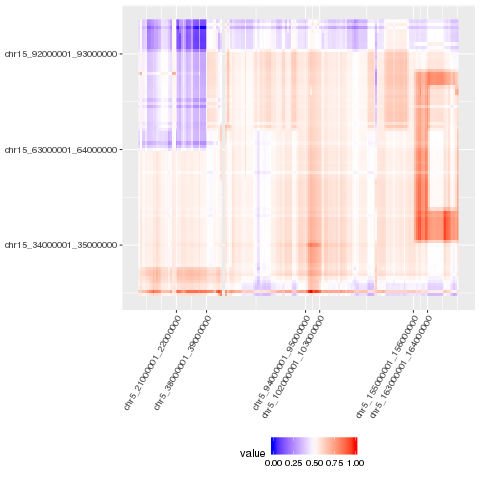 chr15_92000001_93000000
chr15_63000001_64000000
chr15_34000001_35000000
chr5_21000001_22000000
chr5_38000001_39000000
chr5_94000001_95000000
chr5_102000001_103000000
chr5_155000001_156000000
chr5_163000001_164000000
value
0.00 0.25 0.50 0.75 1.00